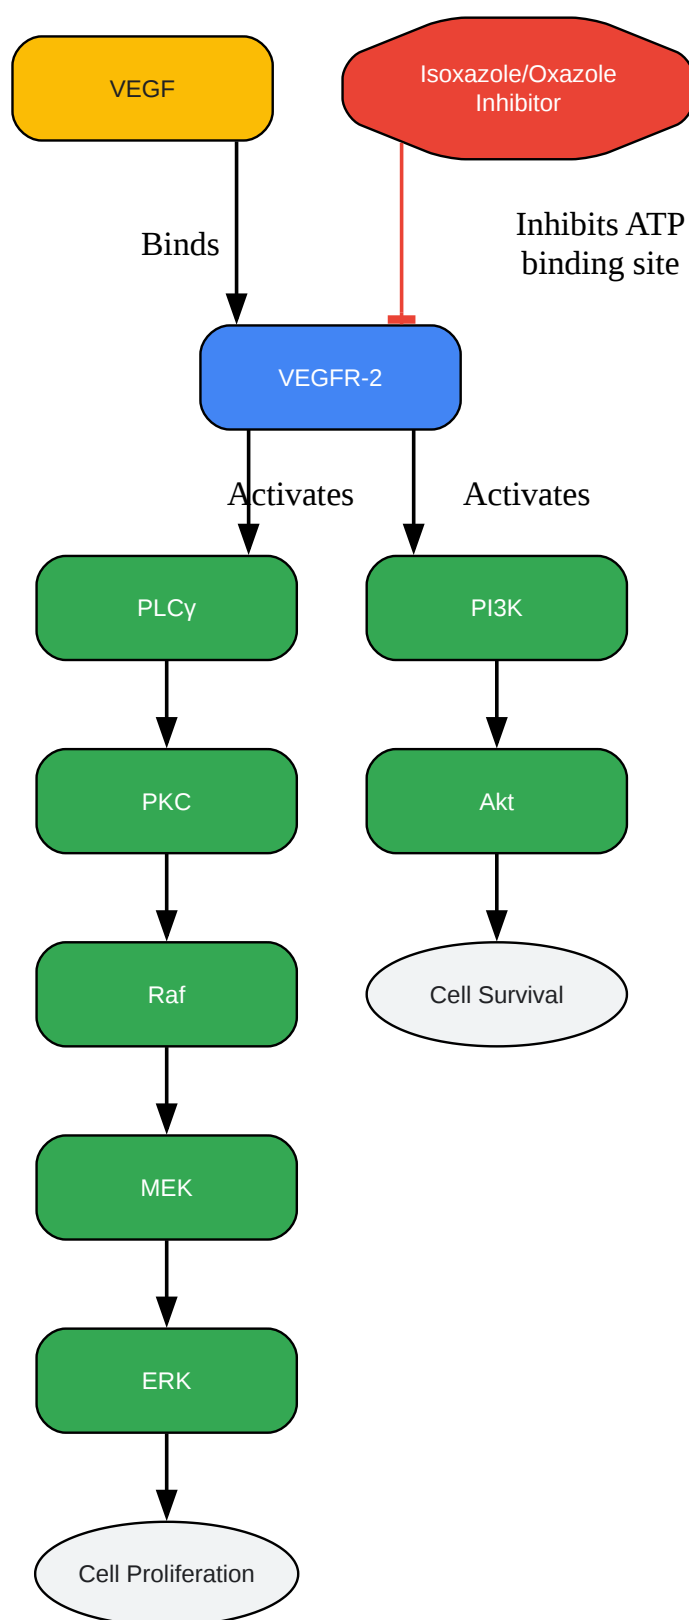 VEGF
Isoxazole/Oxazole
Inhibitor
Binds
Inhibits ATP
binding site
VEGFR-2
Activates
Activates
PLCγ
PI3K
PKC
Akt
Raf
Cell Survival
MEK
ERK
Cell Proliferation